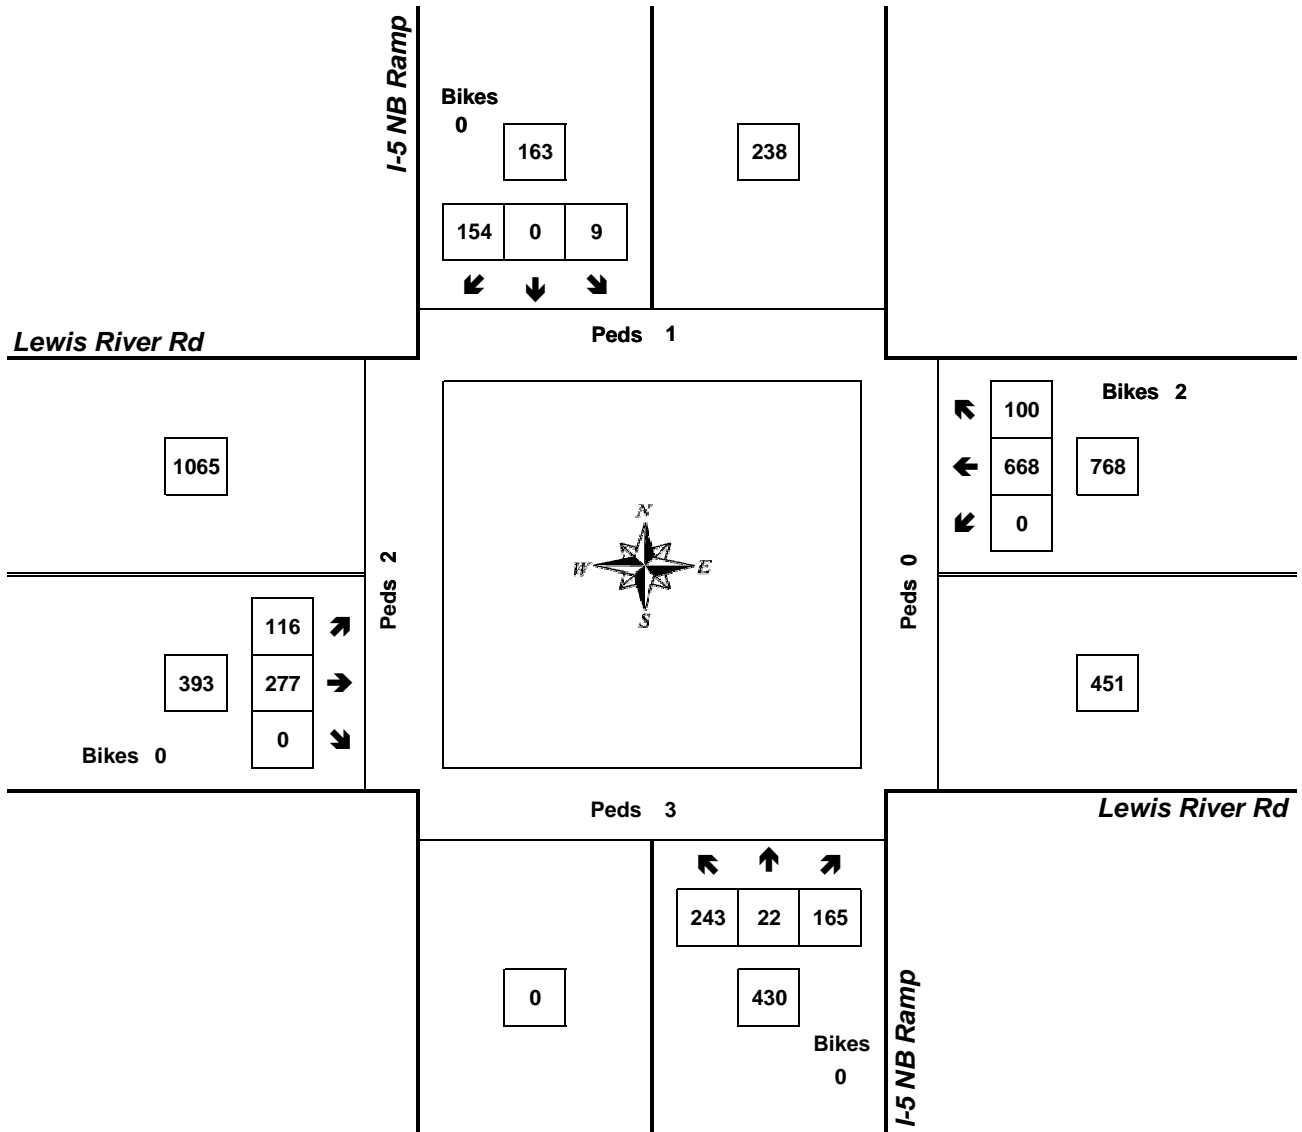 I-5 NB Ramp
Bikes
0
163
238
154 0 9
Peds 1
Lewis River Rd
Bikes 2
100
1065
668 768
0
N
W E
S
Peds 2
Peds 0
116
393 277
0
Bikes 0
451
Peds 3
Lewis River Rd
243 22 165
0
430
Bikes
0
I-5 NB Ramp